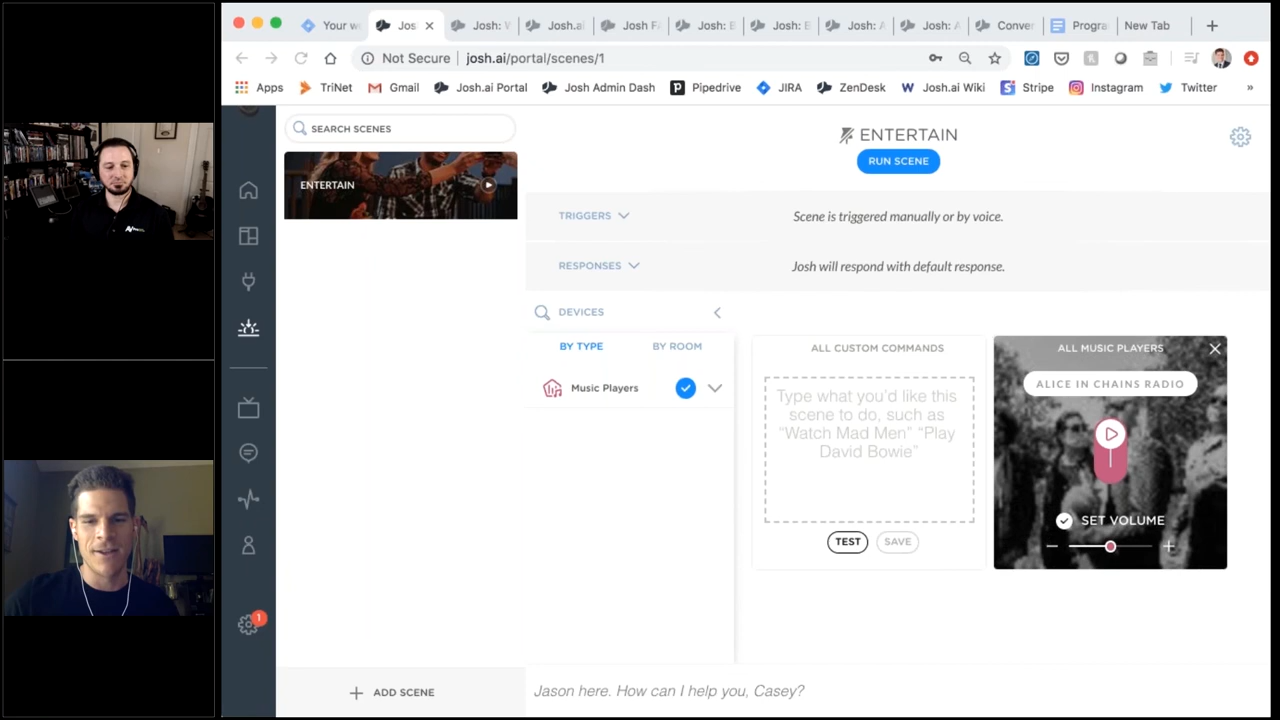 Your w
Jos
Josh: V
Josh.ai
Josh FA
Josh: E
Josh: E
Josh: A
Josh: A
Conver
Progra
New Tab
Not Secure
josh.ai/portal/scenes/1
Apps
TriNet
Gmail
Josh.ai Portal
Josh Admin Dash
Pipedrive
JIRA
ZenDesk
Josh.ai Wiki
Stripe
Instagram
Twitter
»
SEARCH SCENES
ENTERTAIN
ENTERTAIN
RUN SCENE
TRIGGERS
Scene is triggered manually or by voice.
RESPONSES
Josh will respond with default response.
DEVICES
BY TYPE
BY ROOM
Music Players
ALL CUSTOM COMMANDS
Type what you'd like this
scene to do, such as
“Watch Mad Men” “Play
David Bowie”
TEST
SAVE
ALL MUSIC PLAYERS
ALICE IN CHAINS RADIO
SET VOLUME
1
ADD SCENE
Jason here. How can I help you, Casey?